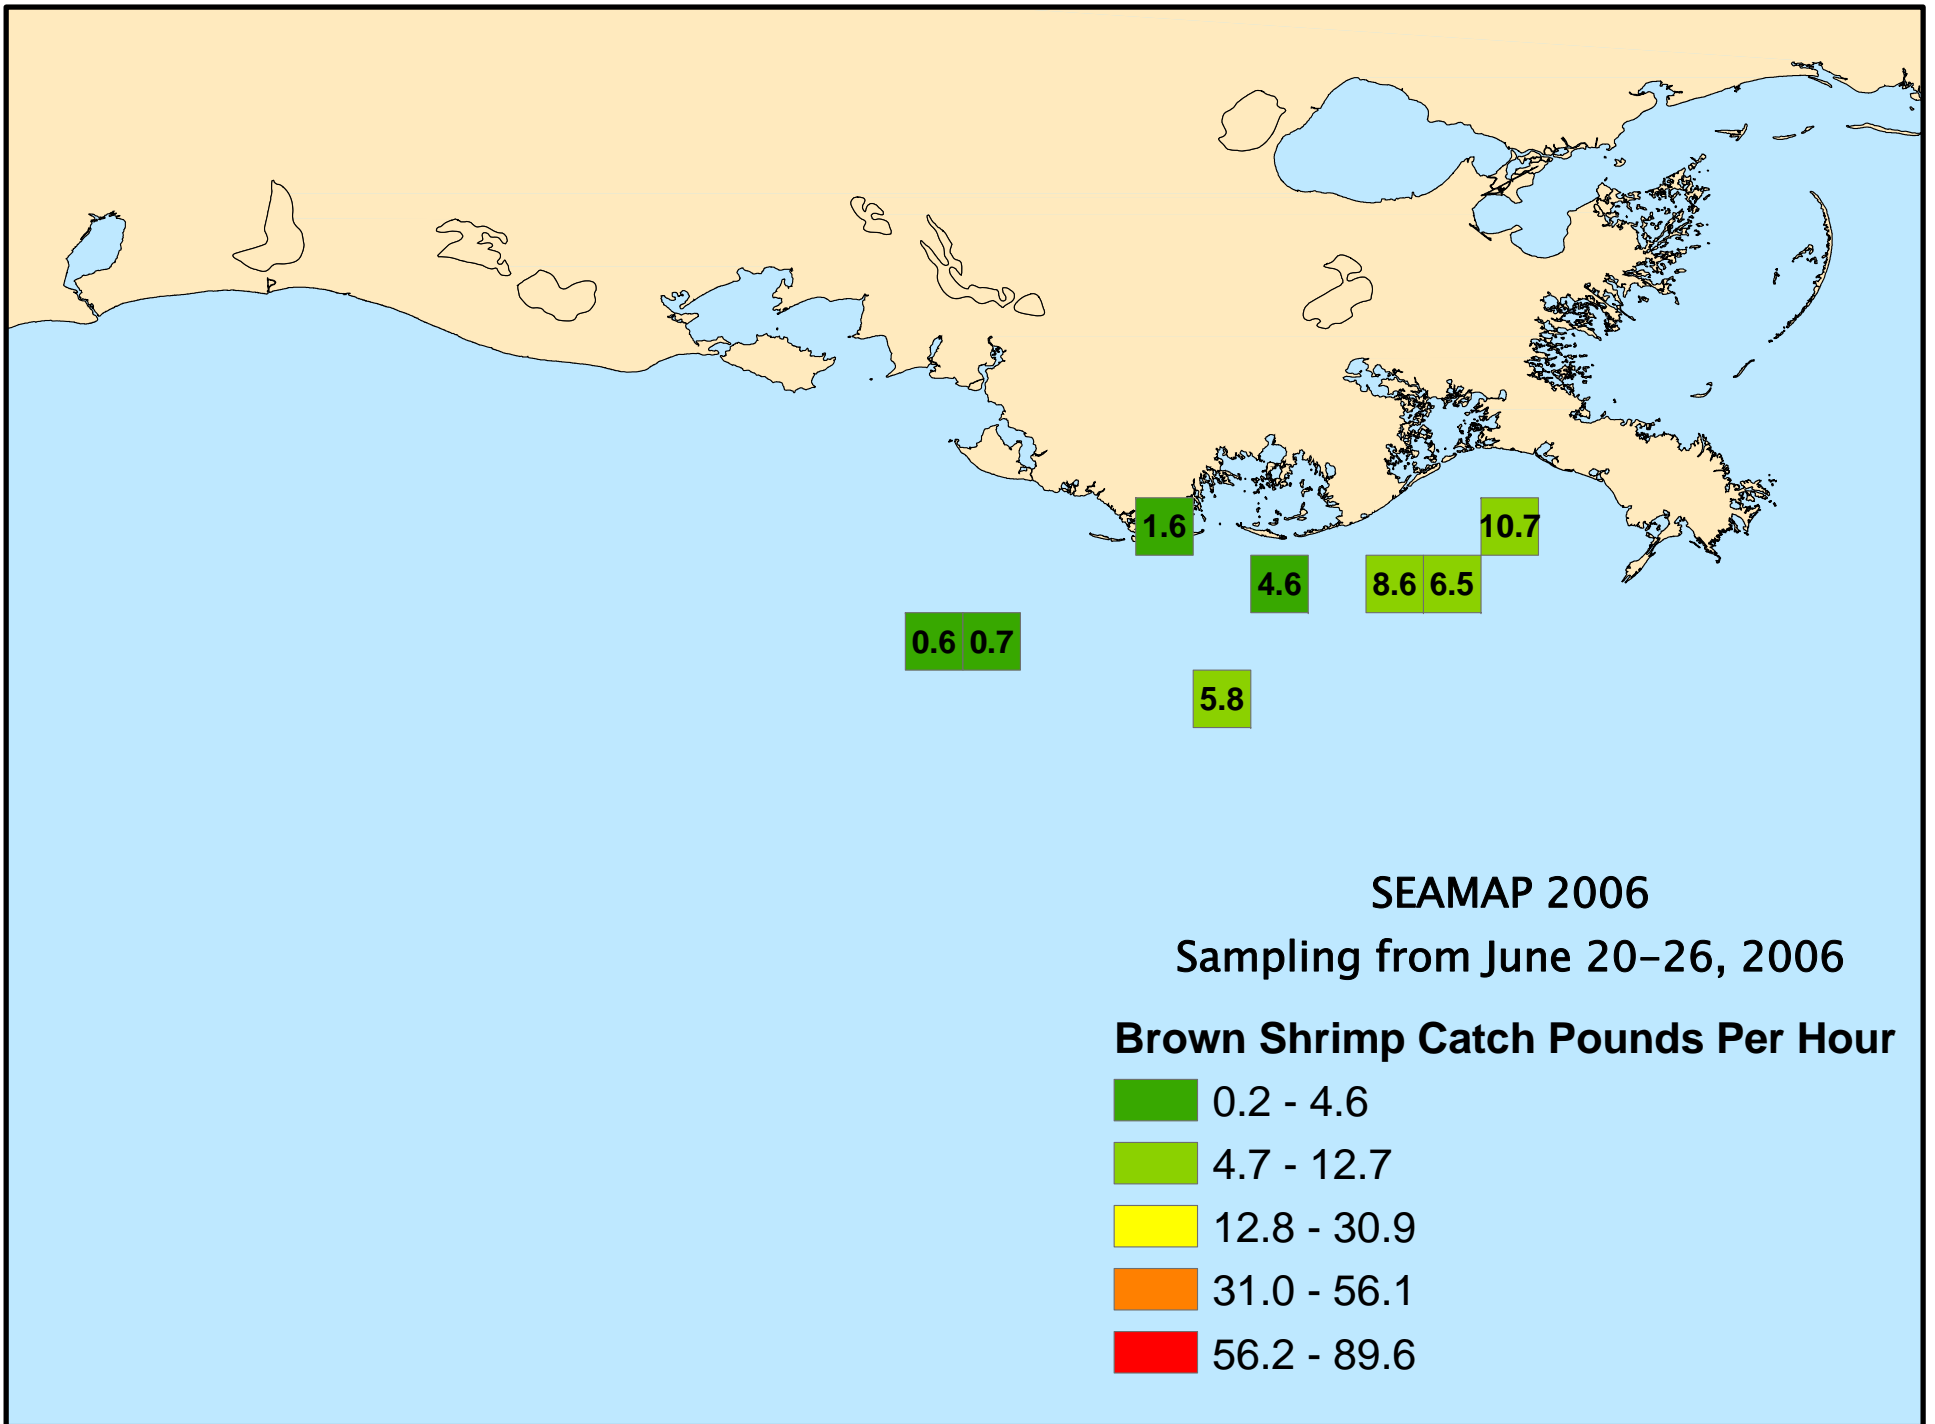 1.6
10.7
4.6
8.6 6.5
0.6 0.7
5.8
SEAMAP 2006
Sampling from June 20-26, 2006
Brown Shrimp Catch Pounds Per Hour
0.2 - 4.6
4.7 - 12.7
12.8 - 30.9
31.0 - 56.1
56.2 - 89.6